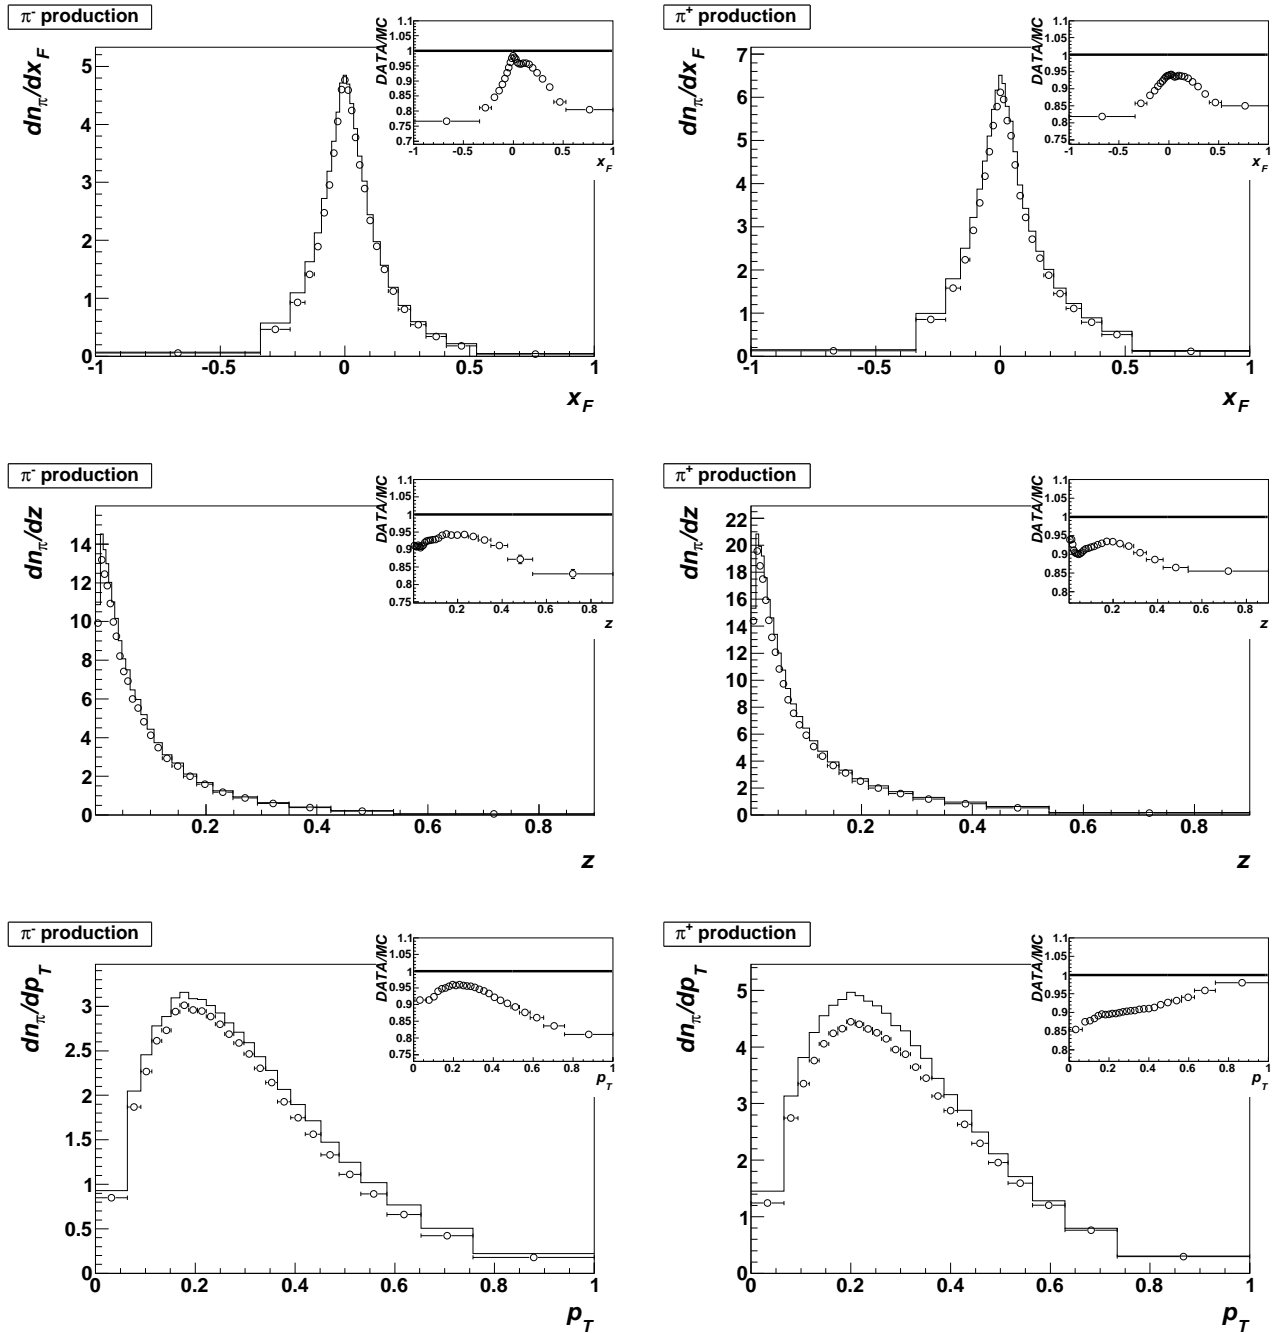 π⁻ production
dn_π/dx_F
5
4
3
2
1
0
-1 -0.5 0 0.5 1
x_F
DATA/MC
1.1
1.05
1
0.95
0.9
0.85
0.8
0.75
0.7
-1 -0.5 0 0.5 1
x_F
π⁺ production
dn_π/dx_F
7
6
5
4
3
2
1
0
-1 -0.5 0 0.5 1
x_F
DATA/MC
1.1
1.05
1
0.95
0.9
0.85
0.8
-1 -0.5 0 0.5 1
x_F
π⁻ production
dn_π/dz
14
12
10
8
6
4
2
0
0.2 0.4 0.6 0.8
z
DATA/MC
1.1
1.05
1
0.95
0.9
0.85
0.8
0.75
0.2 0.4 0.6 0.8
z
π⁺ production
dn_π/dz
22
20
18
16
14
12
10
8
6
4
2
0
0.2 0.4 0.6 0.8
z
DATA/MC
1.1
1.05
1
0.95
0.9
0.85
0.8
0.2 0.4 0.6 0.8
z
π⁻ production
dn_π/dp_T
3
2.5
2
1.5
1
0.5
0
0 0.2 0.4 0.6 0.8 1
p_T
DATA/MC
1.1
1.05
1
0.95
0.9
0.85
0.8
0.75
0 0.2 0.4 0.6 0.8 1
p_T
π⁺ production
dn_π/dp_T
5
4
3
2
1
0
0 0.2 0.4 0.6 0.8 1
p_T
DATA/MC
1.1
1.05
1
0.95
0.9
0.85
0.8
0 0.2 0.4 0.6 0.8 1
p_T